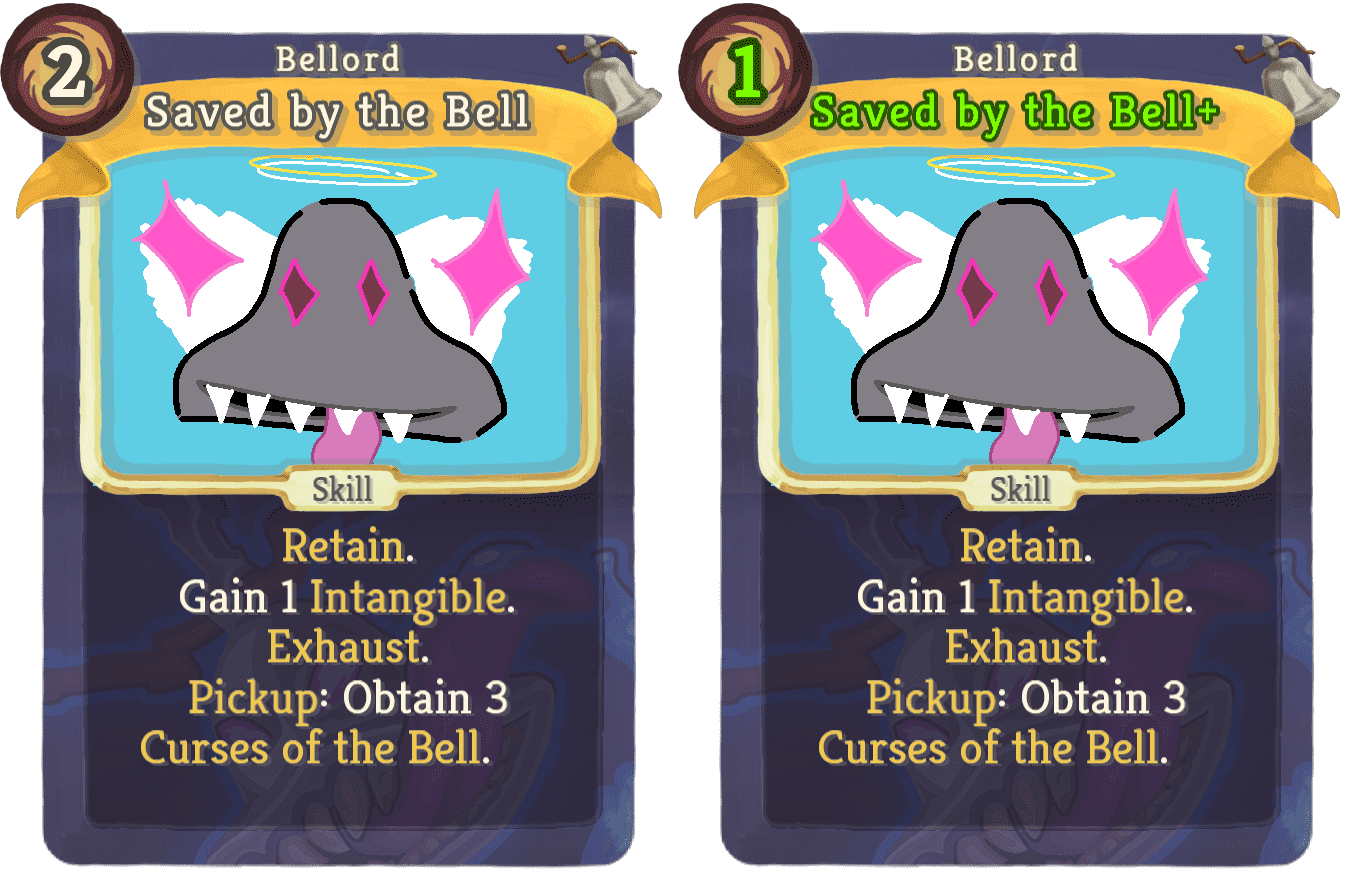 2
Bellord
Saved by the Bell
Skill
Retain.
Gain 1 Intangible.
Exhaust.
Pickup: Obtain 3
Curses of the Bell.
1
Bellord
Saved by the Bell+
Skill
Retain.
Gain 1 Intangible.
Exhaust.
Pickup: Obtain 3
Curses of the Bell.